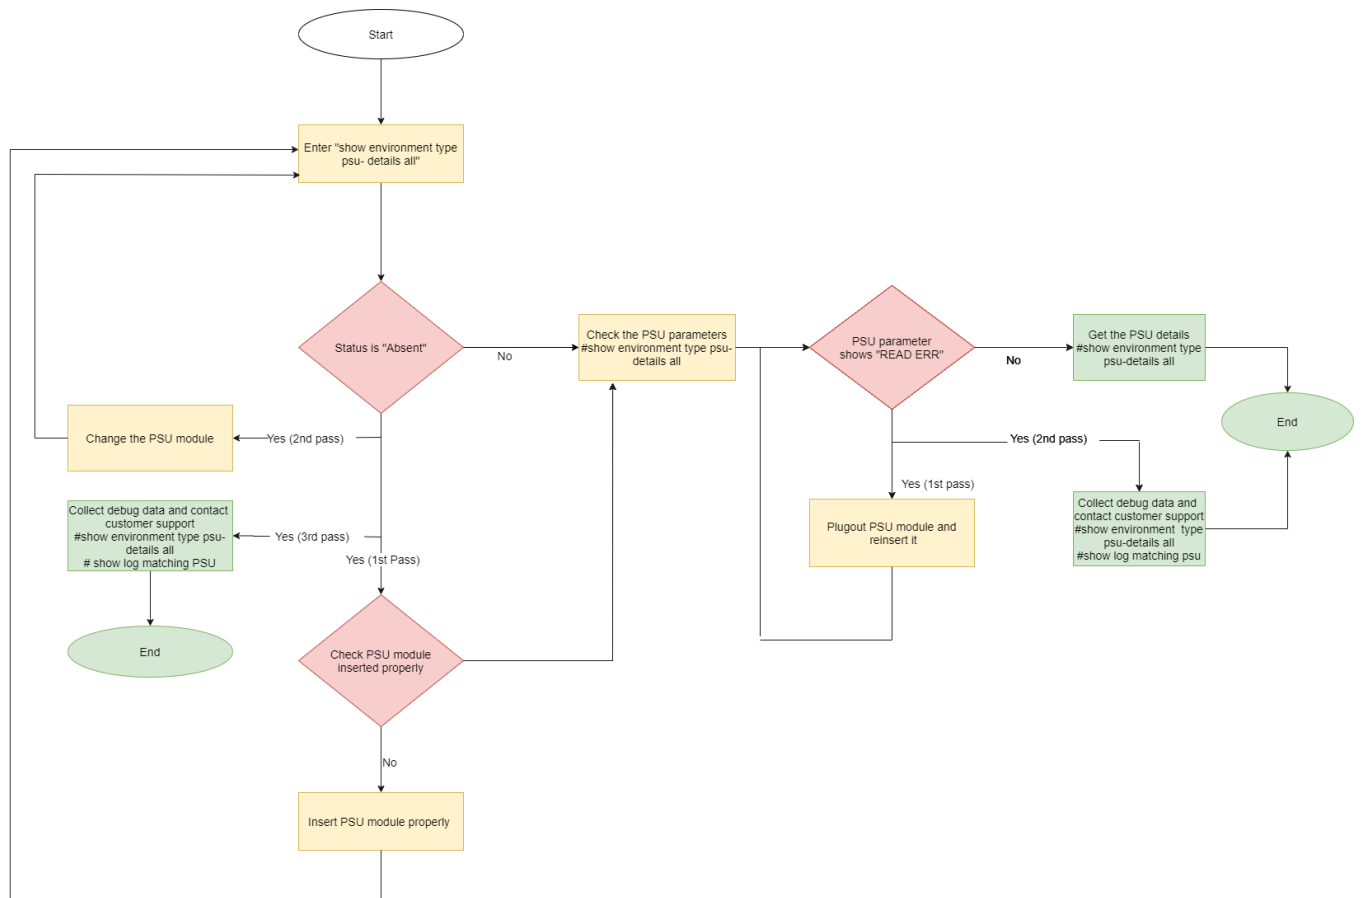 Start
Enter "show environment type
psu- details all"
Status is "Absent"
No
Check the PSU parameters
#show environment type psu-
details all
PSU parameter
shows "READ ERR"
No
Get the PSU details
#show environment type
psu-details all
End
Change the PSU module
Yes (2nd pass)
Yes (2nd pass)
Yes (1st pass)
Plugout PSU module and
reinsert it
Collect debug data and
contact customer support
#show environment  type
psu-details all
#show log matching psu
Collect debug data and contact
customer support
#show environment type psu-
details all
# show log matching PSU
Yes (3rd pass)
Yes (1st Pass)
End
Check PSU module
inserted properly
No
Insert PSU module properly